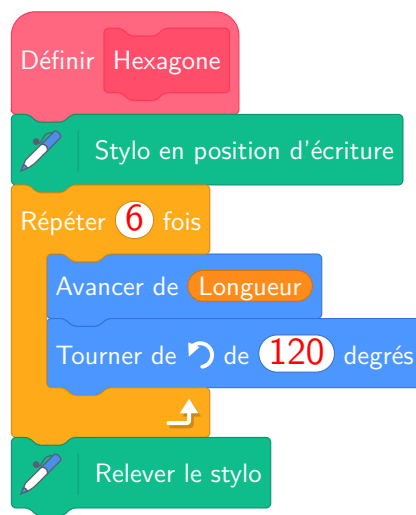 Définir Hexagone
Stylo en position d'écriture
Répéter 6 fois
Avancer de Longueur
Tourner de de 120 degrés
Relever le stylo